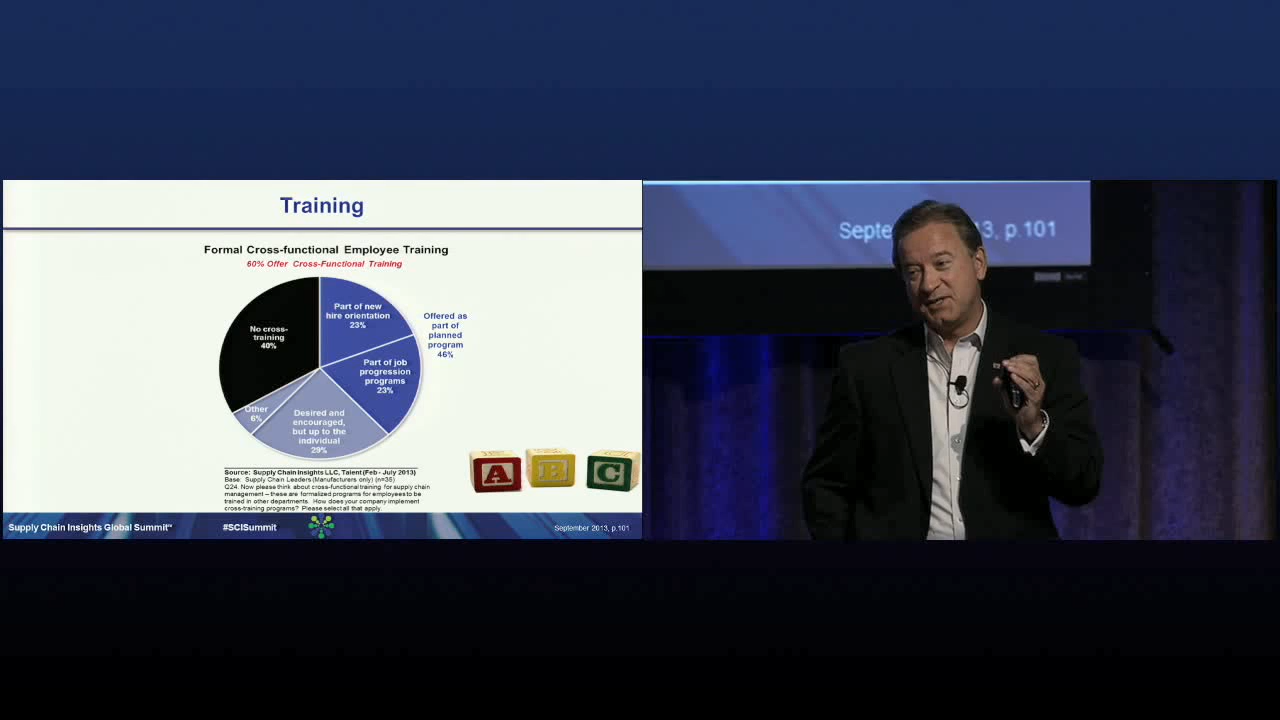 Training
Formal Cross-functional Employee Training
60% Offer Cross-Functional Training
Part of new
hire orientation
23%
Offered as
part of
planned
program
46%
Part of job
progression
programs
23%
Desired and
encouraged,
but up to the
individual
29%
Other
6%
No cross-
training
40%
Source: Supply Chain Insights LLC, Talent (Feb - July 2013)
Base: Supply Chain Leaders (Manufacturers only) (n=35)
Q24. Now please think about cross-functional training for supply chain
management – these are formalized programs for employees to be
trained in other departments. How does your company implement
cross-training programs? Please select all that apply.
A B C
Supply Chain Insights Global Summit
#SCISummit
September 2013, p.101
Septe 3, p.101